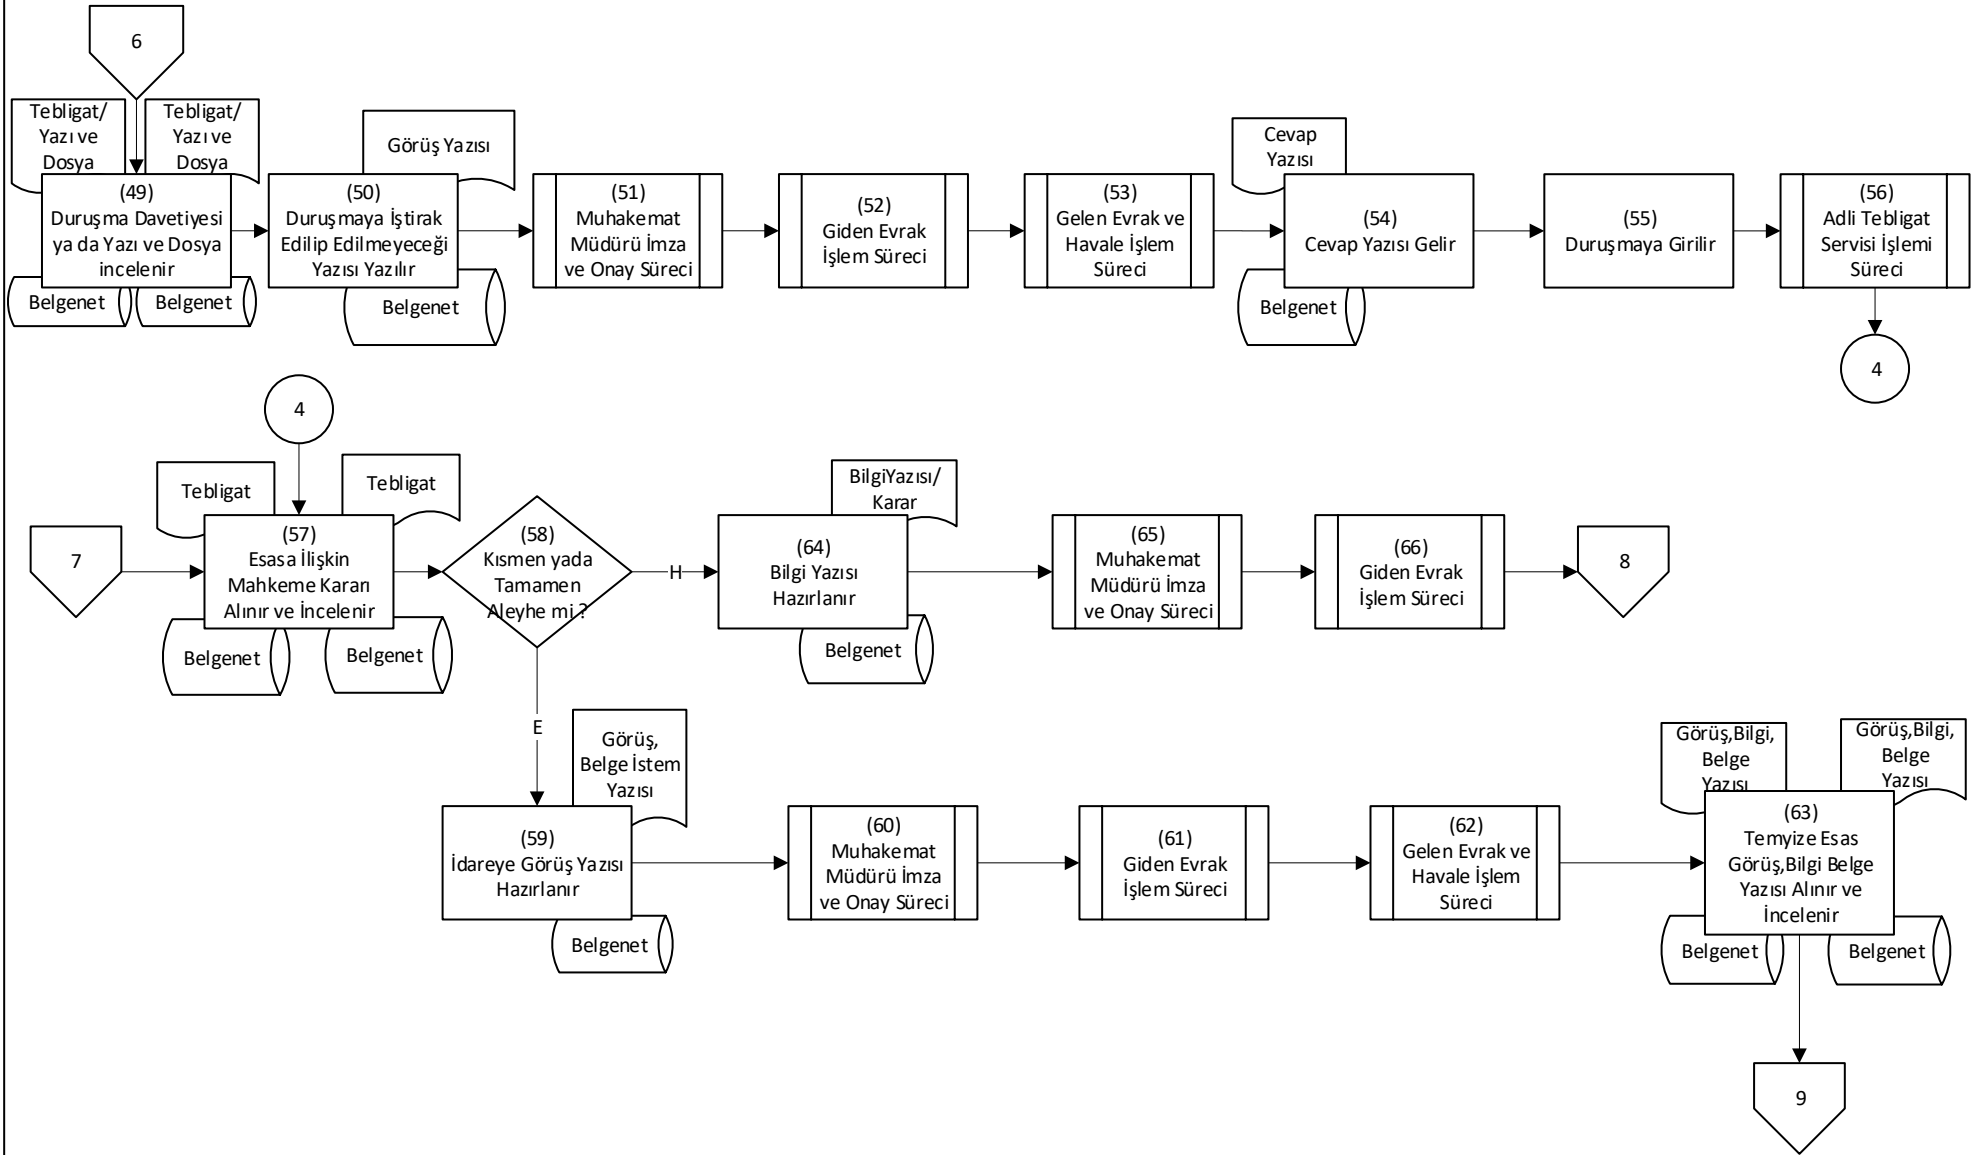 6
Tebligat/
Yazı ve
Dosya
Tebligat/
Yazı ve
Dosya
(49)
Duruşma Davetiyesi
ya da Yazı ve Dosya
incelenir
Belgenet
Belgenet
Görüş Yazısı
(50)
Duruşmaya İştirak
Edilip Edilmeyeceği
Yazısı Yazılır
Belgenet
(51)
Muhakemat
Müdürü İmza
ve Onay Süreci
(52)
Giden Evrak
İşlem Süreci
(53)
Gelen Evrak ve
Havale İşlem
Süreci
Cevap
Yazısı
(54)
Cevap Yazısı Gelir
Belgenet
(55)
Duruşmaya Girilir
(56)
Adli Tebligat
Servisi İşlemi
Süreci
4
4
7
Tebligat
Tebligat
(57)
Esasa İlişkin
Mahkeme Kararı
Alınır ve İncelenir
Belgenet
Belgenet
(58)
Kısmen yada
Tamamen
Aleyhe mi ?
H
BilgiYazısı/
Karar
(64)
Bilgi Yazısı
Hazırlanır
Belgenet
(65)
Muhakemat
Müdürü İmza
ve Onay Süreci
(66)
Giden Evrak
İşlem Süreci
8
E
Görüş,
Belge İstem
Yazısı
(59)
İdareye Görüş Yazısı
Hazırlanır
Belgenet
(60)
Muhakemat
Müdürü İmza
ve Onay Süreci
(61)
Giden Evrak
İşlem Süreci
(62)
Gelen Evrak ve
Havale İşlem
Süreci
Görüş,Bilgi,
Belge
Yazısı
Görüş,Bilgi,
Belge
Yazısı
(63)
Temyize Esas
Görüş,Bilgi Belge
Yazısı Alınır ve
İncelenir
Belgenet
Belgenet
9